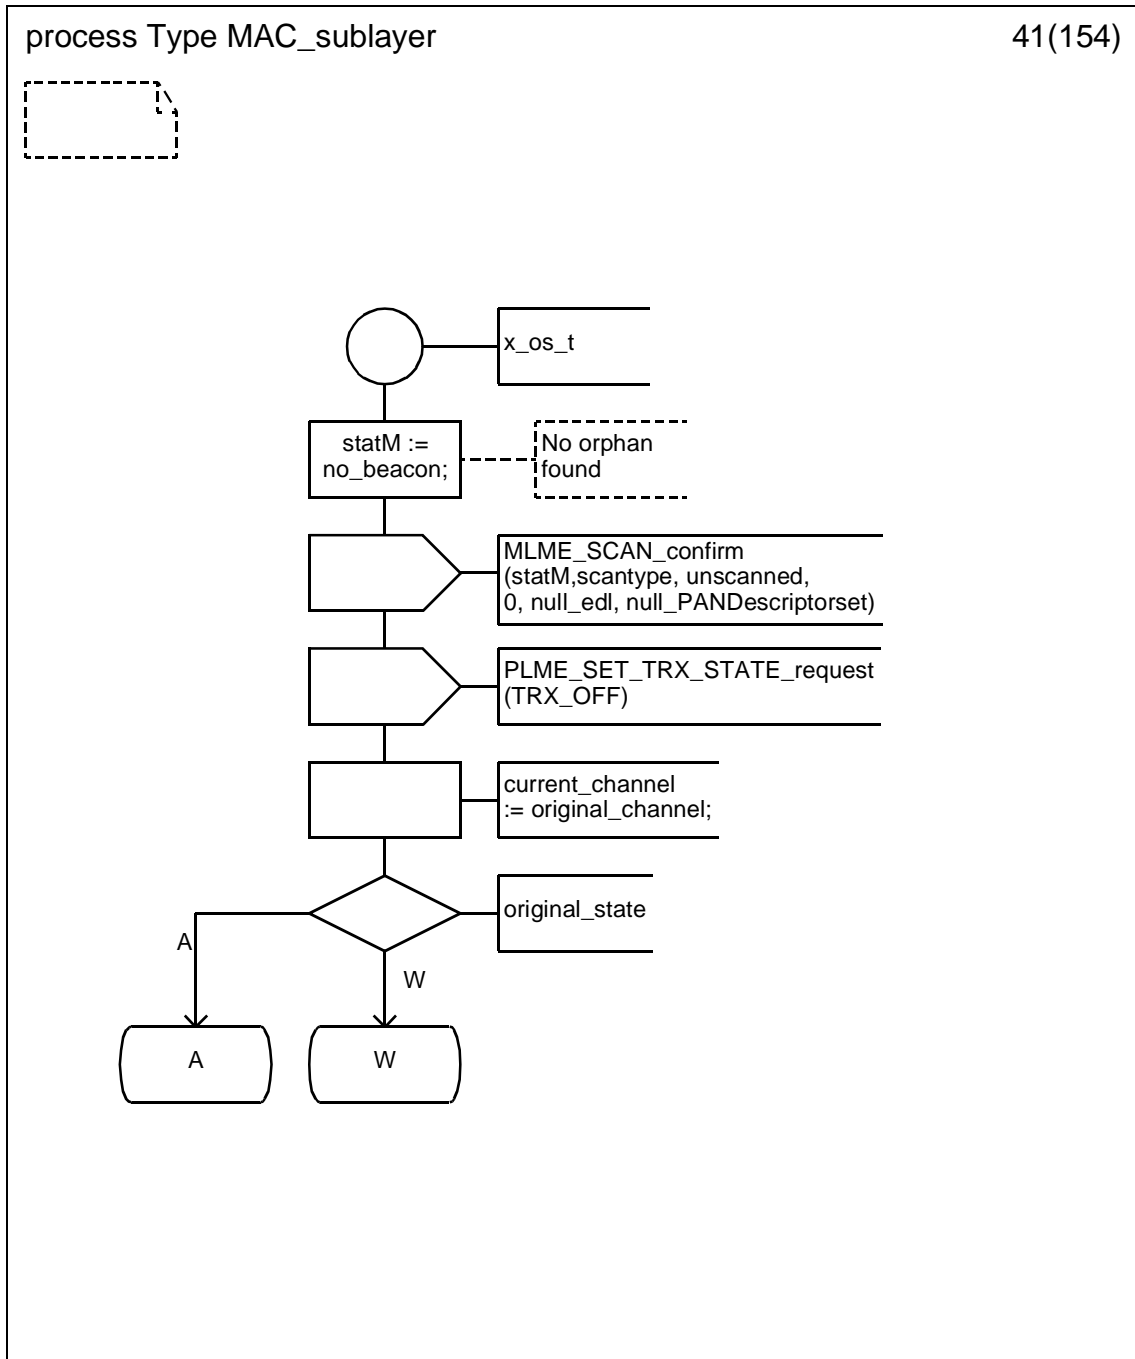 process Type MAC_sublayer
41(154)
x_os_t
statM :=
no_beacon;
No orphan
found
MLME_SCAN_confirm
(statM,scantype, unscanned,
0, null_edl, null_PANDescriptorset)
PLME_SET_TRX_STATE_request
(TRX_OFF)
current_channel
:= original_channel;
original_state
A
W
A
W